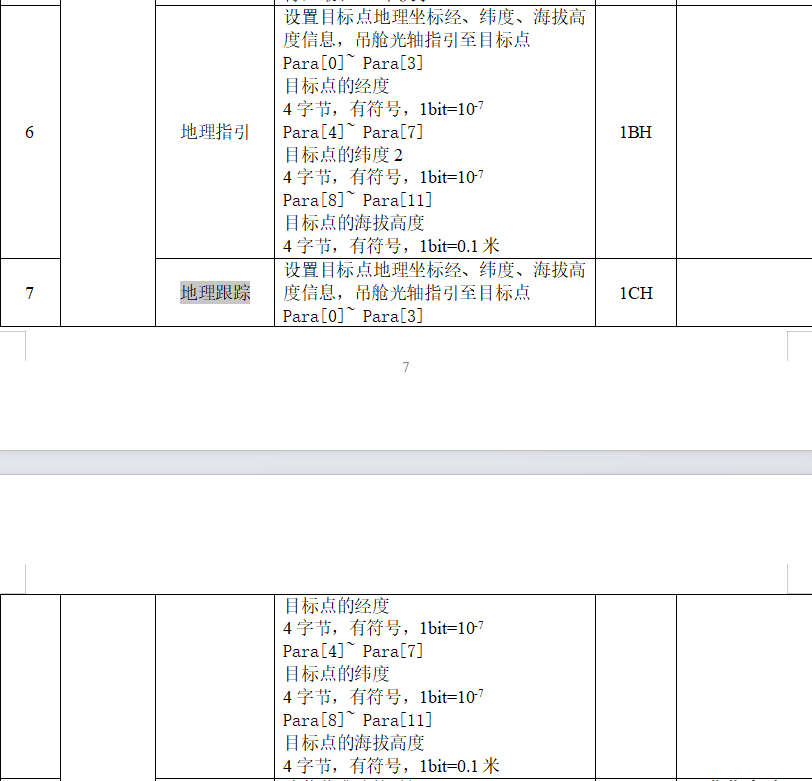 设置目标点地理坐标经、纬度、海拔高
度信息，吊舱光轴指引至目标点
Para[0]~ Para[3]
目标点的经度
4 字节，有符号，1bit=10-7
Para[4]~ Para[7]
6
地理指引
1BH
目标点的纬度 2
4 字节，有符号，1bit=10-7
Para[8]~ Para[11]
目标点的海拔高度
4 字节，有符号，1bit=0.1 米
设置目标点地理坐标经、纬度、海拔高
7
地理跟踪
度信息，吊舱光轴指引至目标点
1CH
Para[0]~ Para[3]
7
目标点的经度
4 字节，有符号，1bit=10-7
Para[4]~ Para[7]
目标点的纬度
4 字节，有符号，1bit=10-7
Para[8]~ Para[11]
目标点的海拔高度
4 字节，有符号，1bit=0.1 米